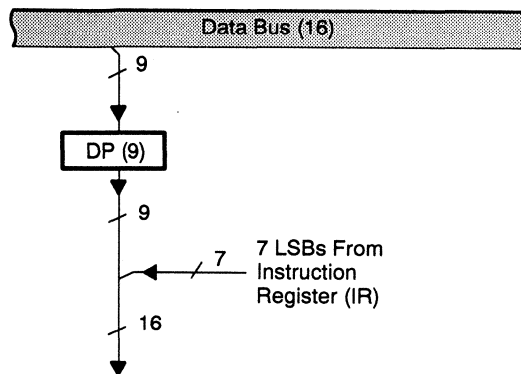 Data Bus (16)
9
DP (9)
9
7
7 LSBs From
Instruction
Register (IR)
16